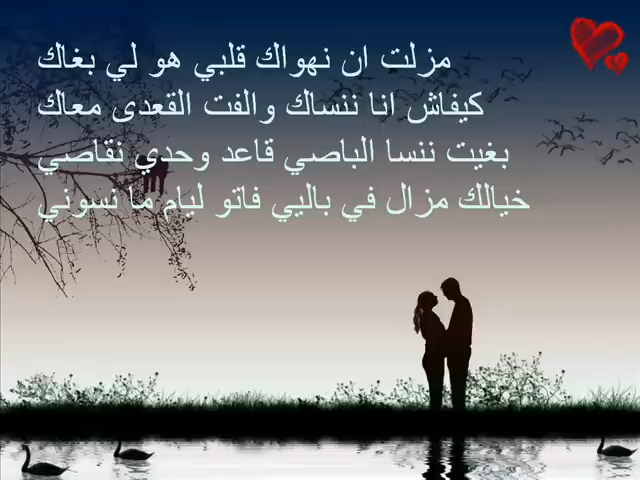 مزلت ان نهواك قلبي هو لي بغاك
كيفاش انا ننساك والفت القعدى معاك
بغيت ننسا الباصي قاعد وحدي نقاصي
خيالك مزال في باليي فاتو ليام ما نسوني